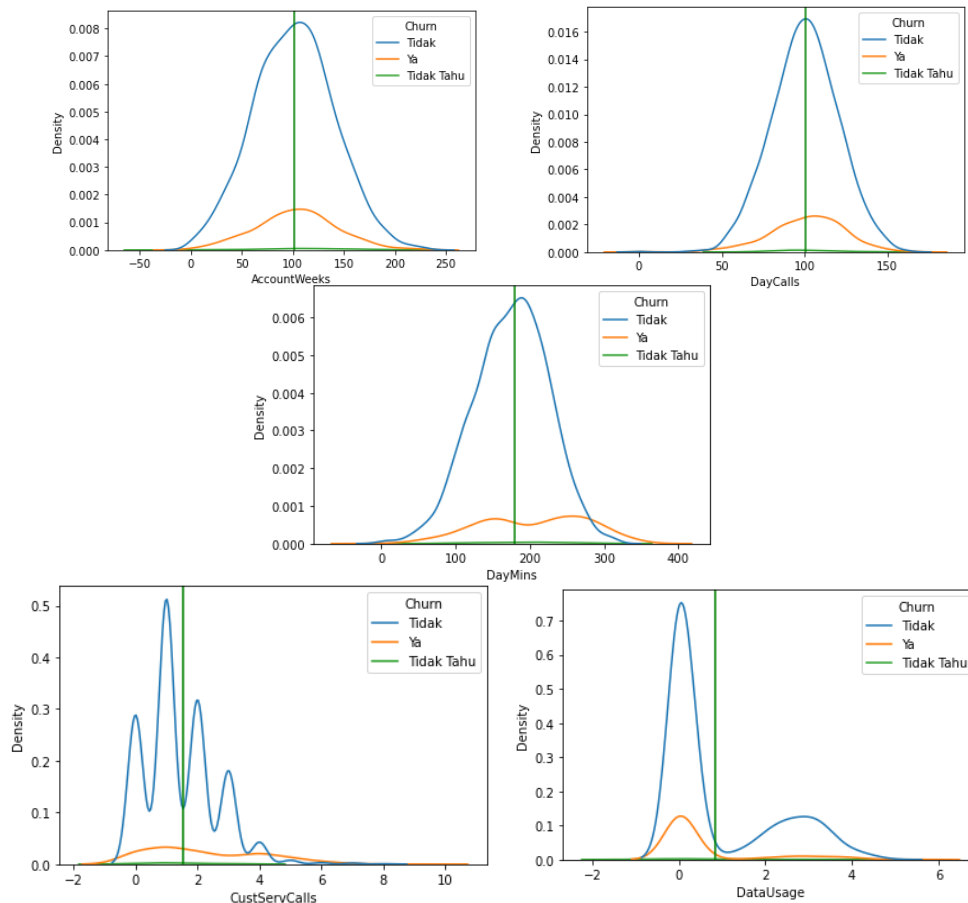 Churn
Tidak
Ya
Tidak Tahu
0.008
0.007
0.006
0.005
0.004
0.003
0.002
0.001
0.000
Density
−50 0 50 100 150 200 250
AccountWeeks
Churn
Tidak
Ya
Tidak Tahu
0.016
0.014
0.012
0.010
0.008
0.006
0.004
0.002
0.000
Density
0 50 100 150
DayCalls
Churn
Tidak
Ya
Tidak Tahu
0.006
0.005
0.004
0.003
0.002
0.001
0.000
Density
0 100 200 300 400
DayMins
Churn
Tidak
Ya
Tidak Tahu
0.5
0.4
0.3
0.2
0.1
0.0
Density
−2 0 2 4 6 8 10
CustServCalls
Churn
Tidak
Ya
Tidak Tahu
0.7
0.6
0.5
0.4
0.3
0.2
0.1
0.0
Density
−2 0 2 4 6
DataUsage